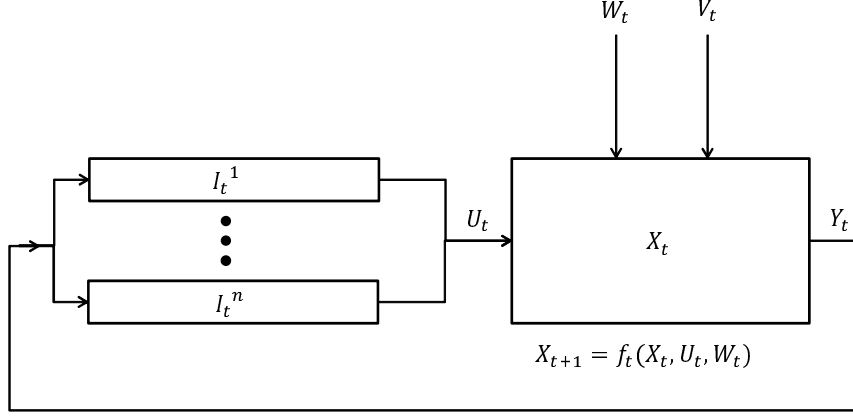 W_t V_t
I_t^1
U_t
X_t
Y_t
I_t^n
X_{t+1} = f_t(X_t, U_t, W_t)